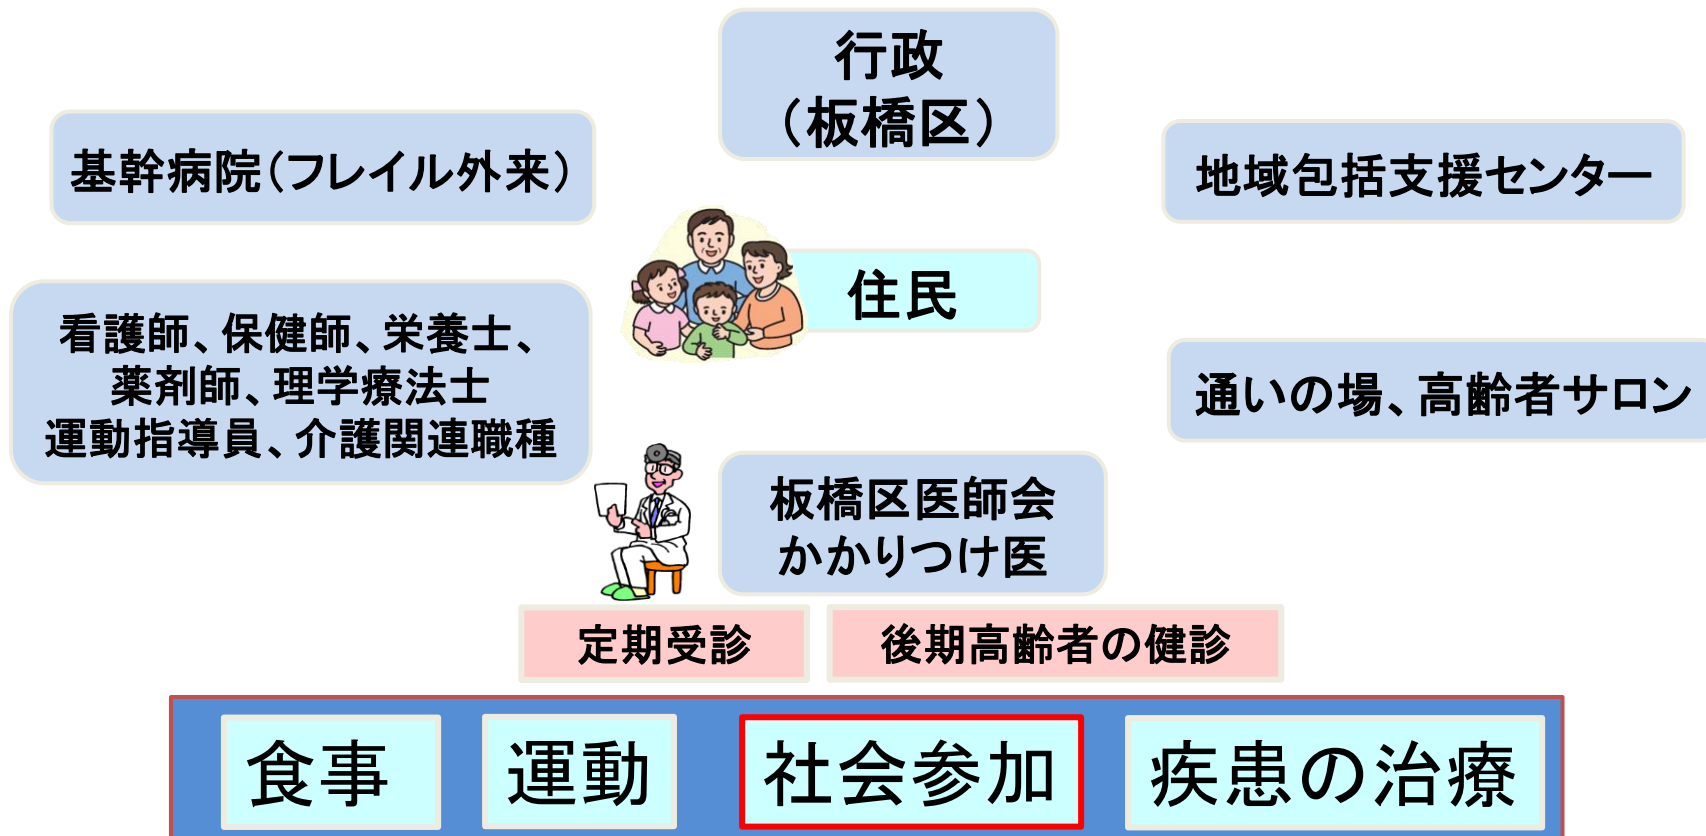 行政
（板橋区）
基幹病院（フレイル外来）
地域包括支援センター
住民
看護師、保健師、栄養士、
薬剤師、理学療法士
運動指導員、介護関連職種
通いの場、高齢者サロン
板橋区医師会
かかりつけ医
定期受診
後期高齢者の健診
食事
運動
社会参加
疾患の治療